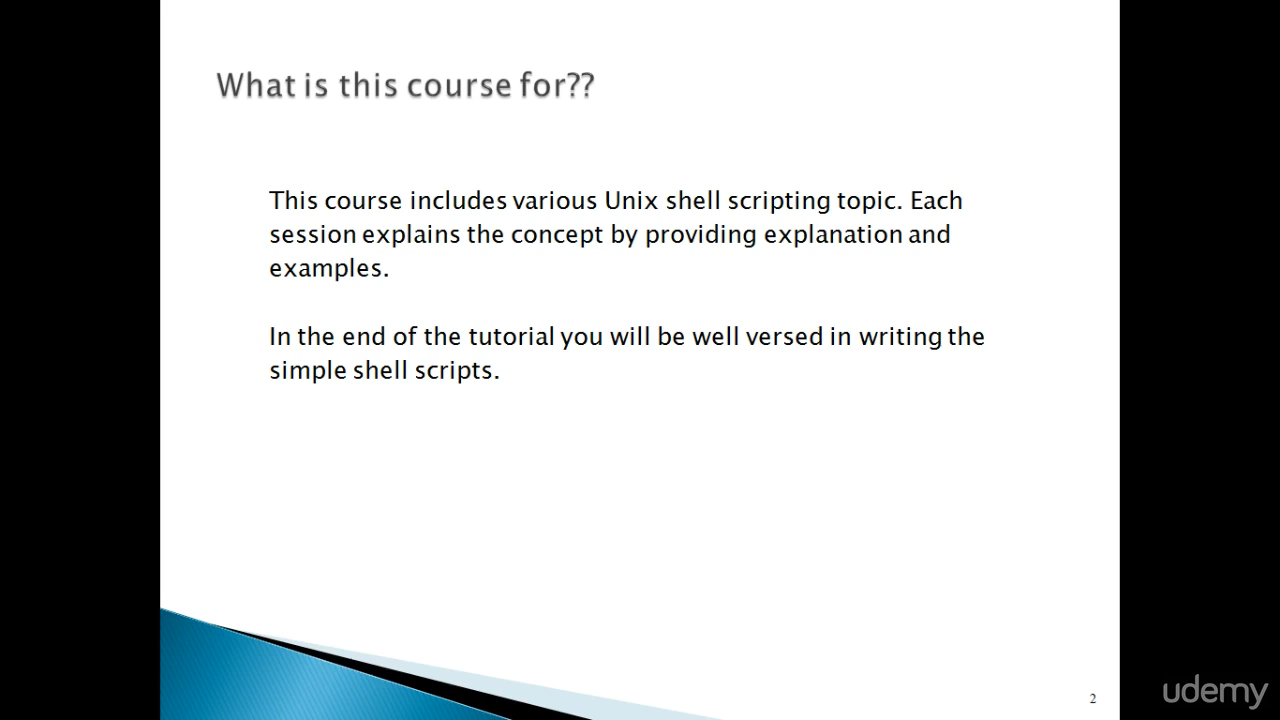 What is this course for??
This course includes various Unix shell scripting topic. Each
session explains the concept by providing explanation and
examples.
In the end of the tutorial you will be well versed in writing the
simple shell scripts.
2
udemy